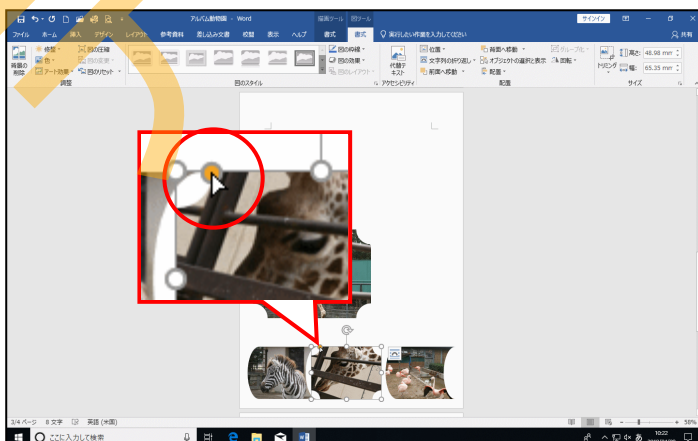 アルバム動物園 - Word
描画ツール 図ツール
サインイン
ファイル ホーム 挿入 デザイン レイアウト 参考資料 差し込み文書 校閲 表示 ヘルプ 書式 書式 実行したい作業を入力してください
共有
修整 図の圧縮
色 図の変更
アート効果 図のリセット
背景の
削除
調整
図のスタイル
図の枠線
図の効果
図のレイアウト
代替テ
キスト
アクセシビリティ
位置 前面へ移動 グループ化
文字列の折り返し オブジェクトの選択と表示 回転
前面へ移動 配置
配置
トリミング
高さ: 48.98 mm
幅: 65.35 mm
サイズ
3/4 ページ 8 文字 英語 (米国)
58%
ここに入力して検索
10:22